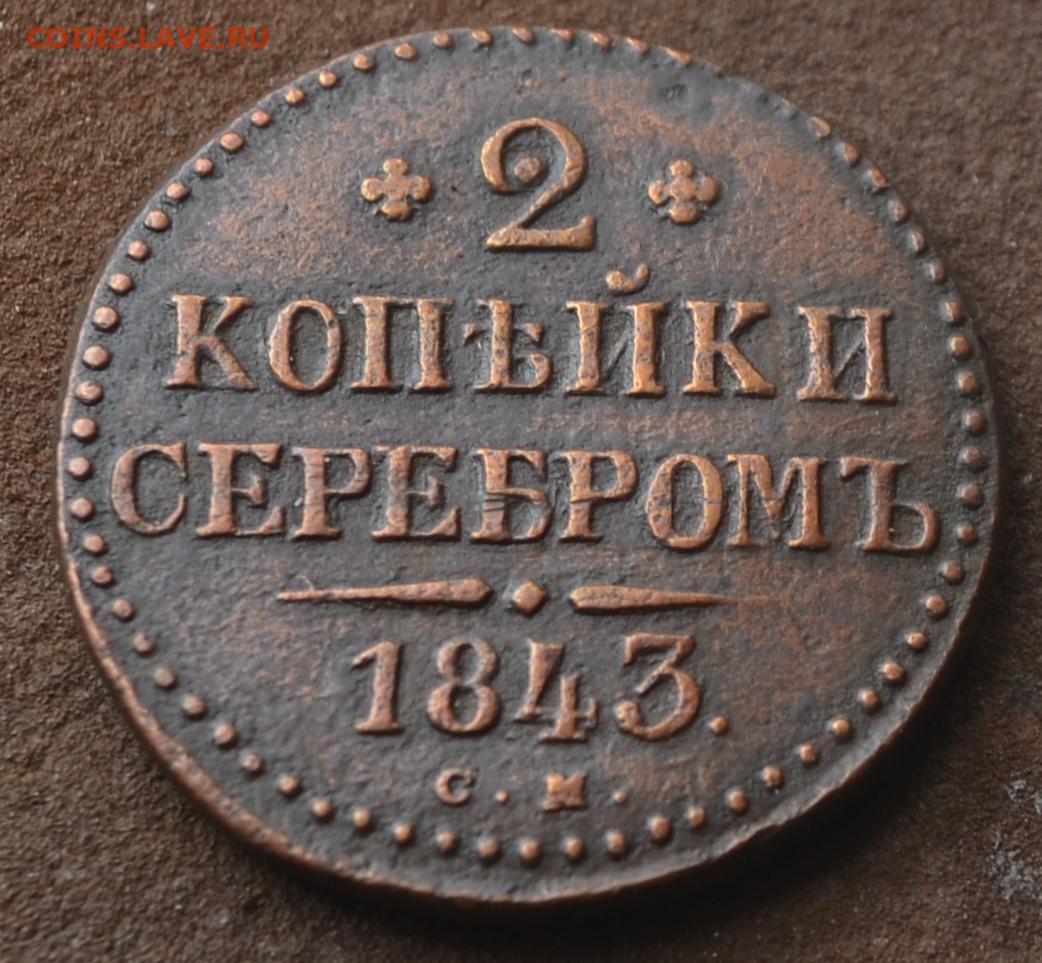 COINS.LAVE.RU
2
КОПѢЙКИ
СЕРЕБРОМЪ
1843.
С. М.